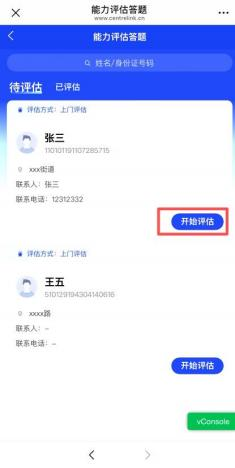 能力评估答题
www.centrelink.cn
能力评估答题
姓名/身份证号码
待评估 已评估
评估方式：上门评估
张三
110101191107285715
xxx街道
联系人：张三
联系电话：12312332
开始评估
评估方式：上门评估
王五
510129194304140616
xxxx路
联系人：–
联系电话：–
开始评估
vConsole